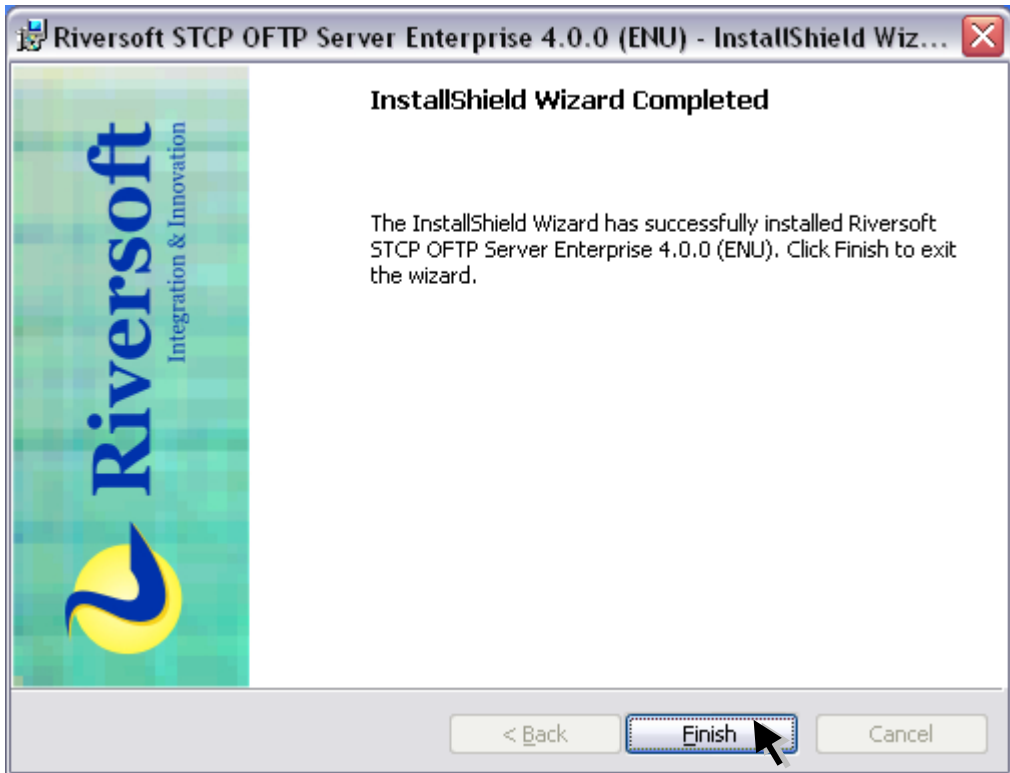 Riversoft STCP OFTP Server Enterprise 4.0.0 (ENU) - InstallShield Wiz...
Riversoft
Integration & Innovation
InstallShield Wizard Completed
The InstallShield Wizard has successfully installed Riversoft
STCP OFTP Server Enterprise 4.0.0 (ENU). Click Finish to exit
the wizard.
< Back
Finish
Cancel